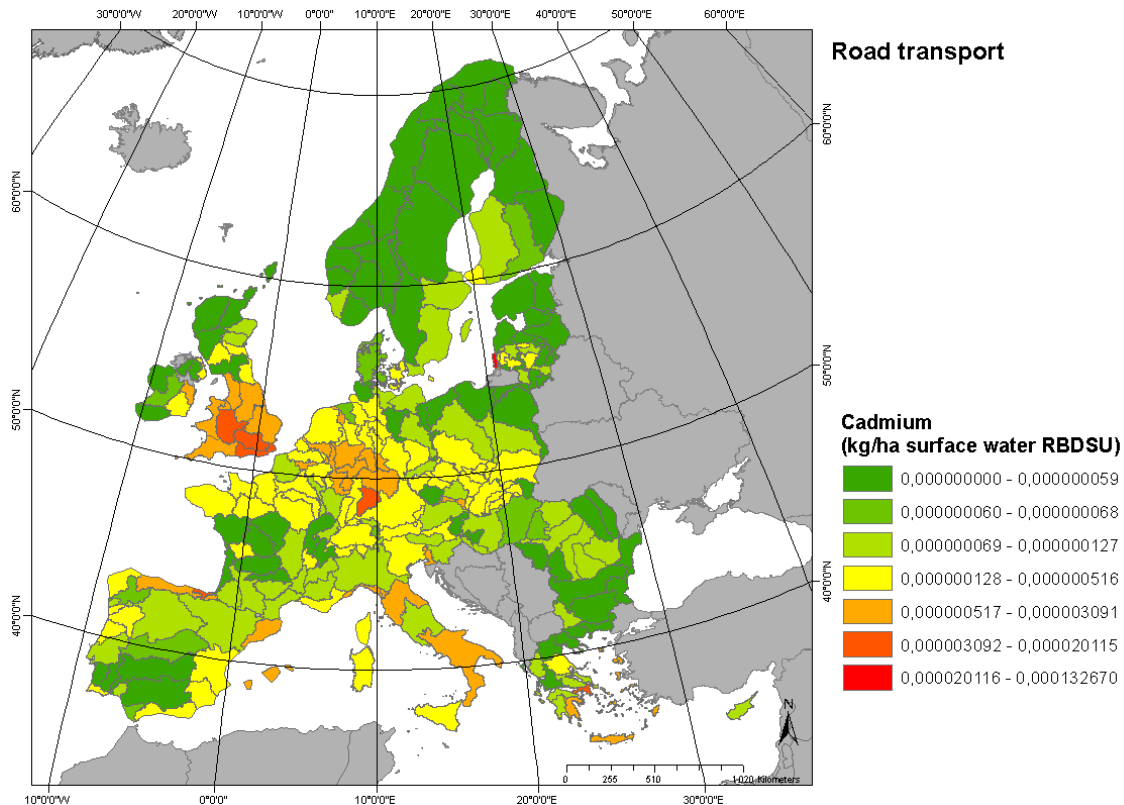 30°0'0"W 20°0'0"W 10°0'0"W 0°0'0" 10°0'0"E 20°0'0"E 30°0'0"E 40°0'0"E 50°0'0"E 60°0'0"E
Road transport
60°0'0"N
60°0'0"N
50°0'0"N
50°0'0"N
40°0'0"N
40°0'0"N
Cadmium
(kg/ha surface water RBDSU)
0,000000000 - 0,000000059
0,000000060 - 0,000000068
0,000000069 - 0,000000127
0,000000128 - 0,000000516
0,000000517 - 0,000003091
0,000003092 - 0,000020115
0,000020116 - 0,000132670
N
0 255 510 1.020 Kilometers
10°0'0"W 0°0'0" 10°0'0"E 20°0'0"E 30°0'0"E